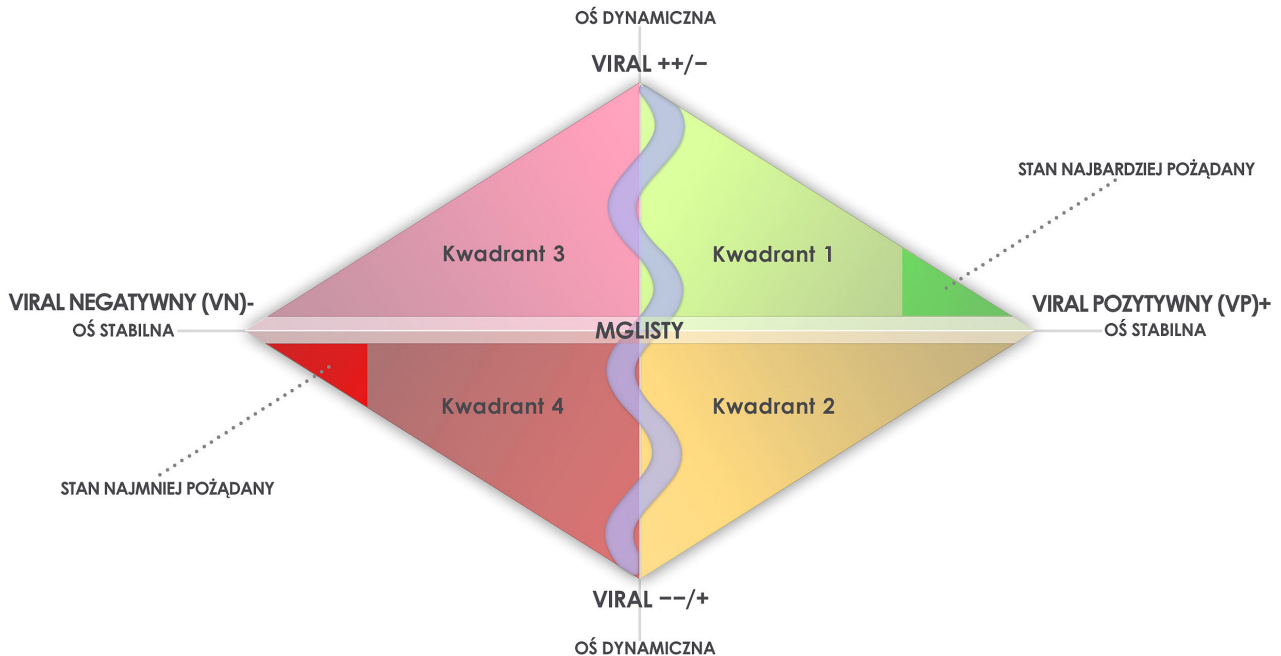 OŚ DYNAMICZNA
VIRAL ++/−
STAN NAJBARDZIEJ POŻĄDANY
Kwadrant 3
Kwadrant 1
VIRAL NEGATYWNY (VN)-
VIRAL POZYTYWNY (VP)+
OŚ STABILNA
MGLISTY
OŚ STABILNA
Kwadrant 4
Kwadrant 2
STAN NAJMNIEJ POŻĄDANY
VIRAL −−/+
OŚ DYNAMICZNA